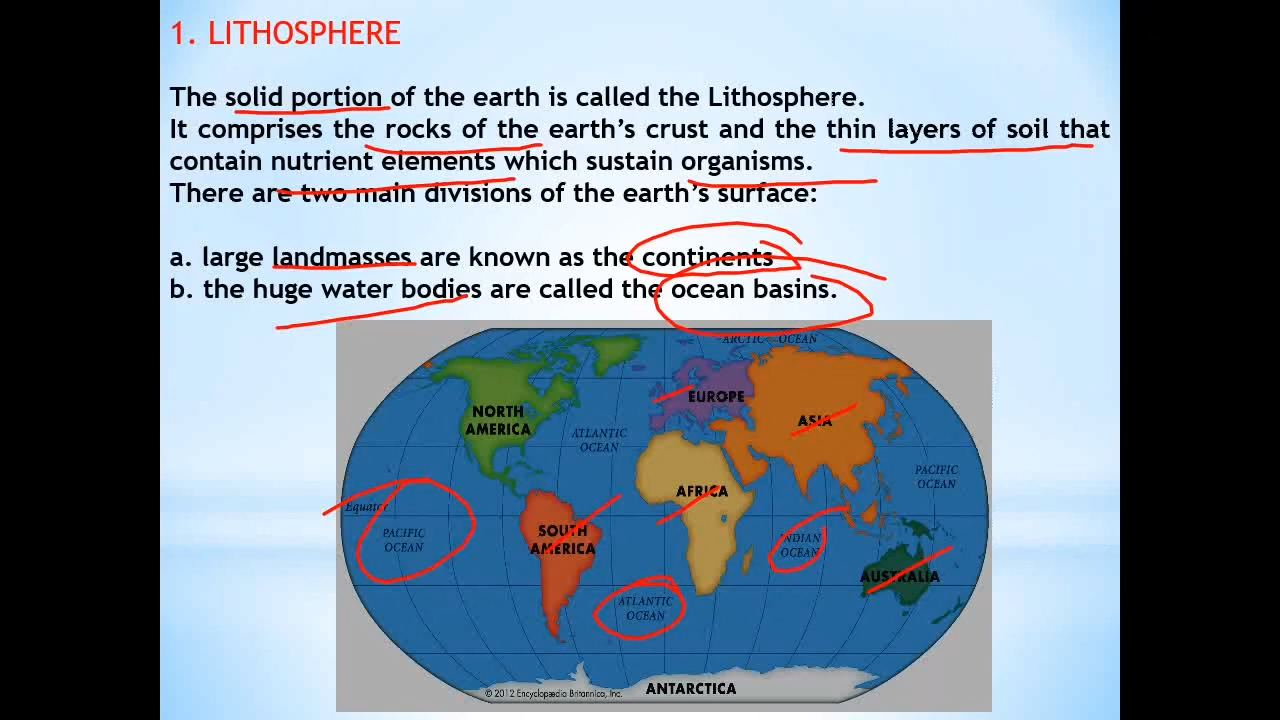 1. LITHOSPHERE
The solid portion of the earth is called the Lithosphere.
It comprises the rocks of the earth's crust and the thin layers of soil that
contain nutrient elements which sustain organisms.
There are two main divisions of the earth's surface:
a. large landmasses are known as the continents
b. the huge water bodies are called the ocean basins.
ARCTIC OCEAN
EUROPE
NORTH
AMERICA
ASIA
ATLANTIC
OCEAN
PACIFIC
OCEAN
AFRICA
Equator
PACIFIC
OCEAN
SOUTH
AMERICA
INDIAN
OCEAN
AUSTRALIA
ATLANTIC
OCEAN
ANTARCTICA
© 2012 Encyclopædia Britannica, Inc.